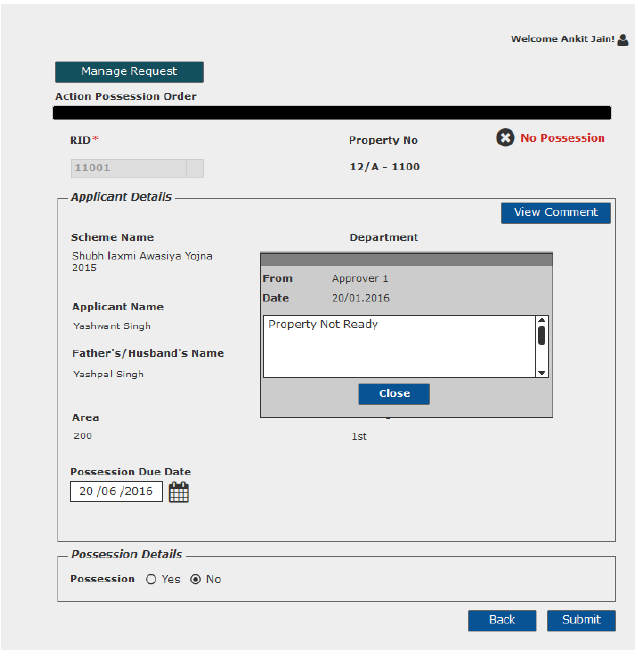 Welcome Ankit Jain!
Manage Request
Action Possession Order
RID*
Property No
No Possession
11001
12/A - 1100
Applicant Details
View Comment
Scheme Name
Department
Shubh laxmi Awasiya Yojna
2015
From Approver 1
Date 20/01.2016
Applicant Name
Yashwant Singh
Property Not Ready
Father's/Husband's Name
Yashpal Singh
Close
Area
200
1st
Possession Due Date
20 /06 /2016
Possession Details
Possession Yes No
Back Submit